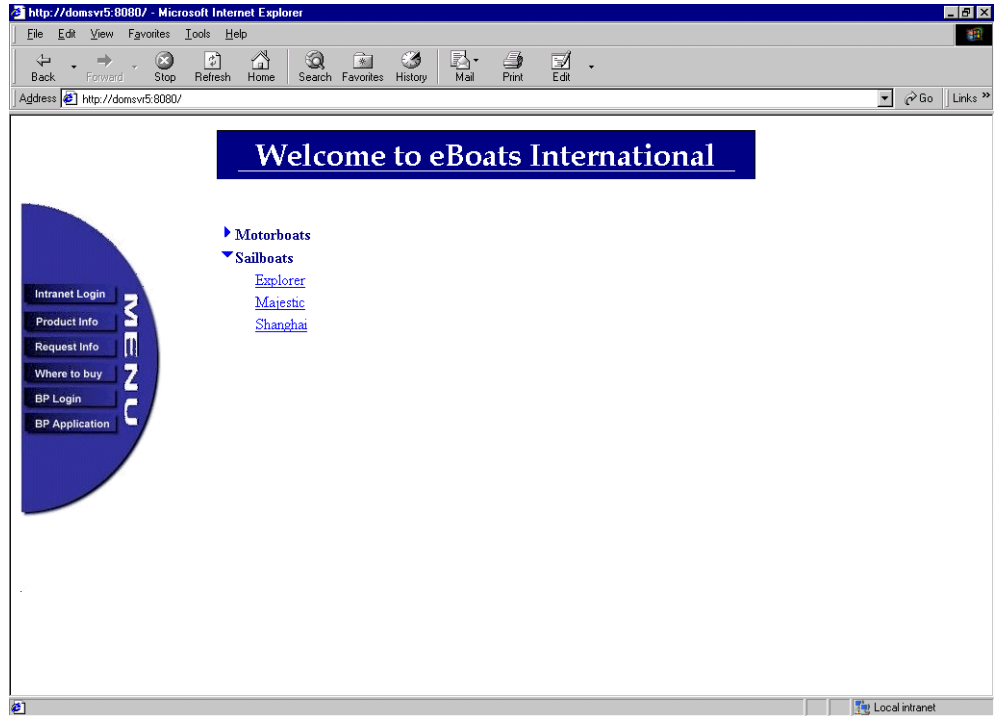 http://domsvr5:8080/ - Microsoft Internet Explorer
File Edit View Favorites Tools Help
Back Forward Stop Refresh Home Search Favorites History Mail Print Edit
Address http://domsvr5:8080/ Go Links »
Welcome to eBoats International
Motorboats
Sailboats
Explorer
Majestic
Shanghai
MENU
Intranet Login
Product Info
Request Info
Where to buy
BP Login
BP Application
Local intranet